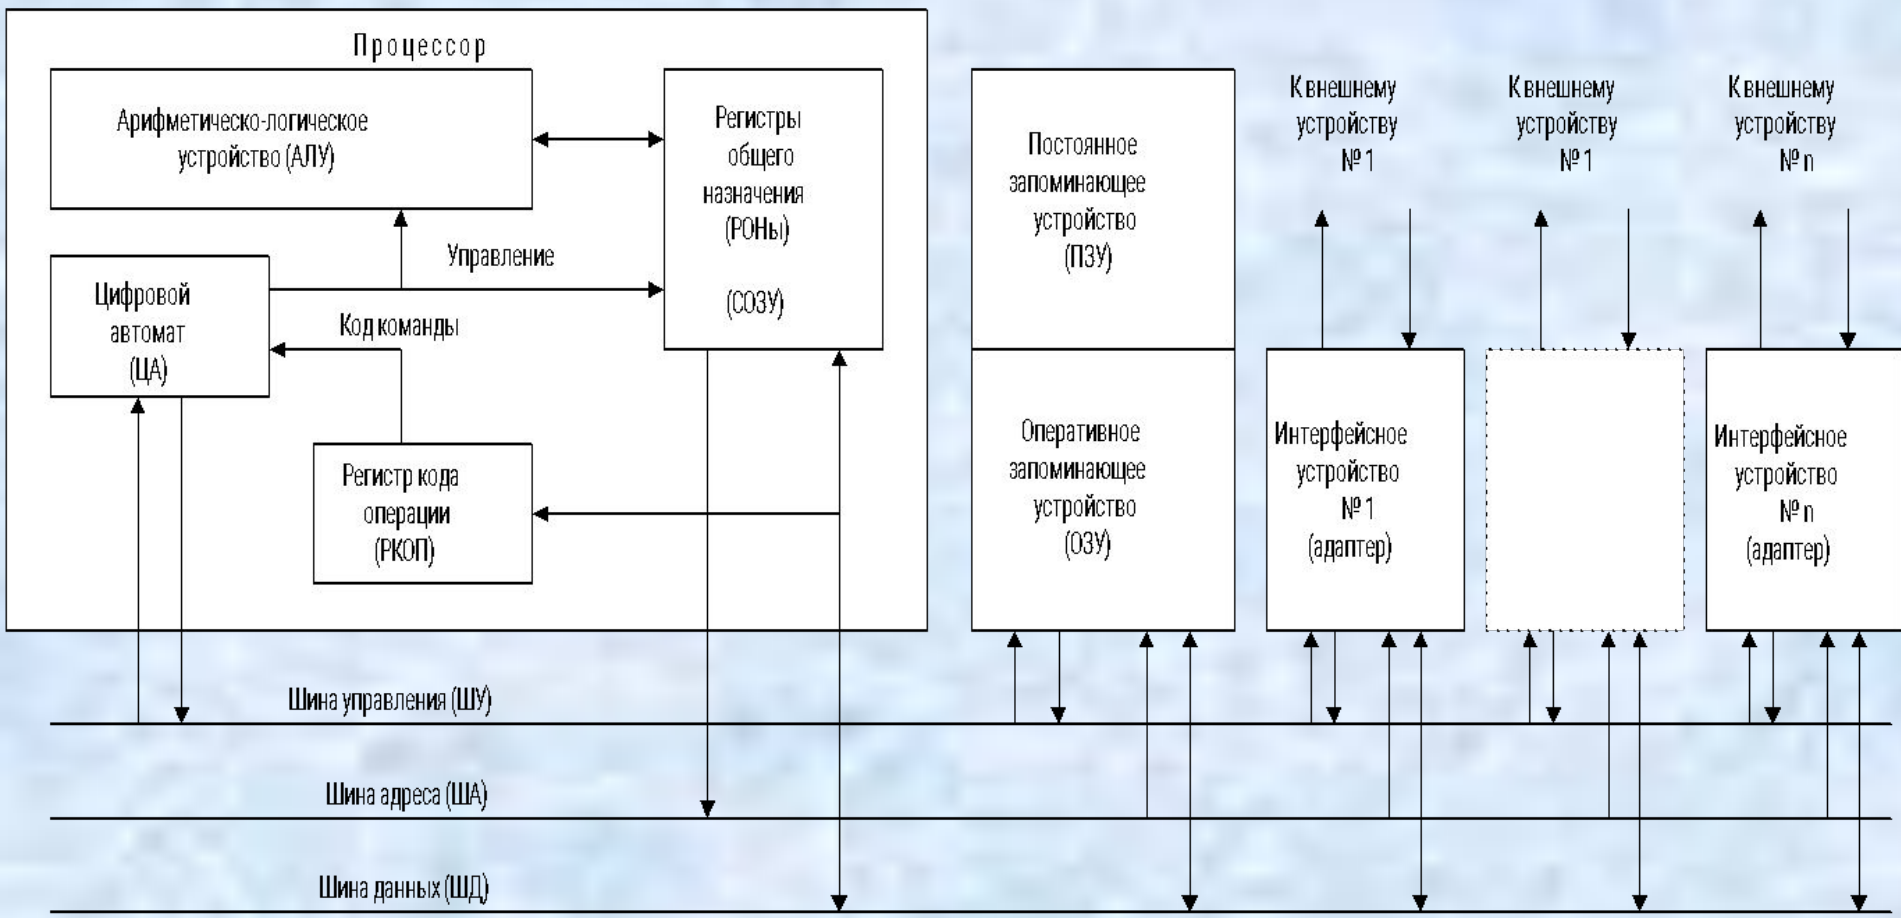 Процессор
Арифметическо-логическое
устройство (АЛУ)
Регистры
общего
назначения
(РОНы)
(СОЗУ)
Управление
Цифровой
автомат
(ЦА)
Код команды
Регистр кода
операции
(РКОП)
Постоянное
запоминающее
устройство
(ПЗУ)
Оперативное
запоминающее
устройство
(ОЗУ)
К внешнему
устройству
№ 1
К внешнему
устройству
№ 1
К внешнему
устройству
№ n
Интерфейсное
устройство
№ 1
(адаптер)
Интерфейсное
устройство
№ n
(адаптер)
Шина управления (ШУ)
Шина адреса (ША)
Шина данных (ШД)